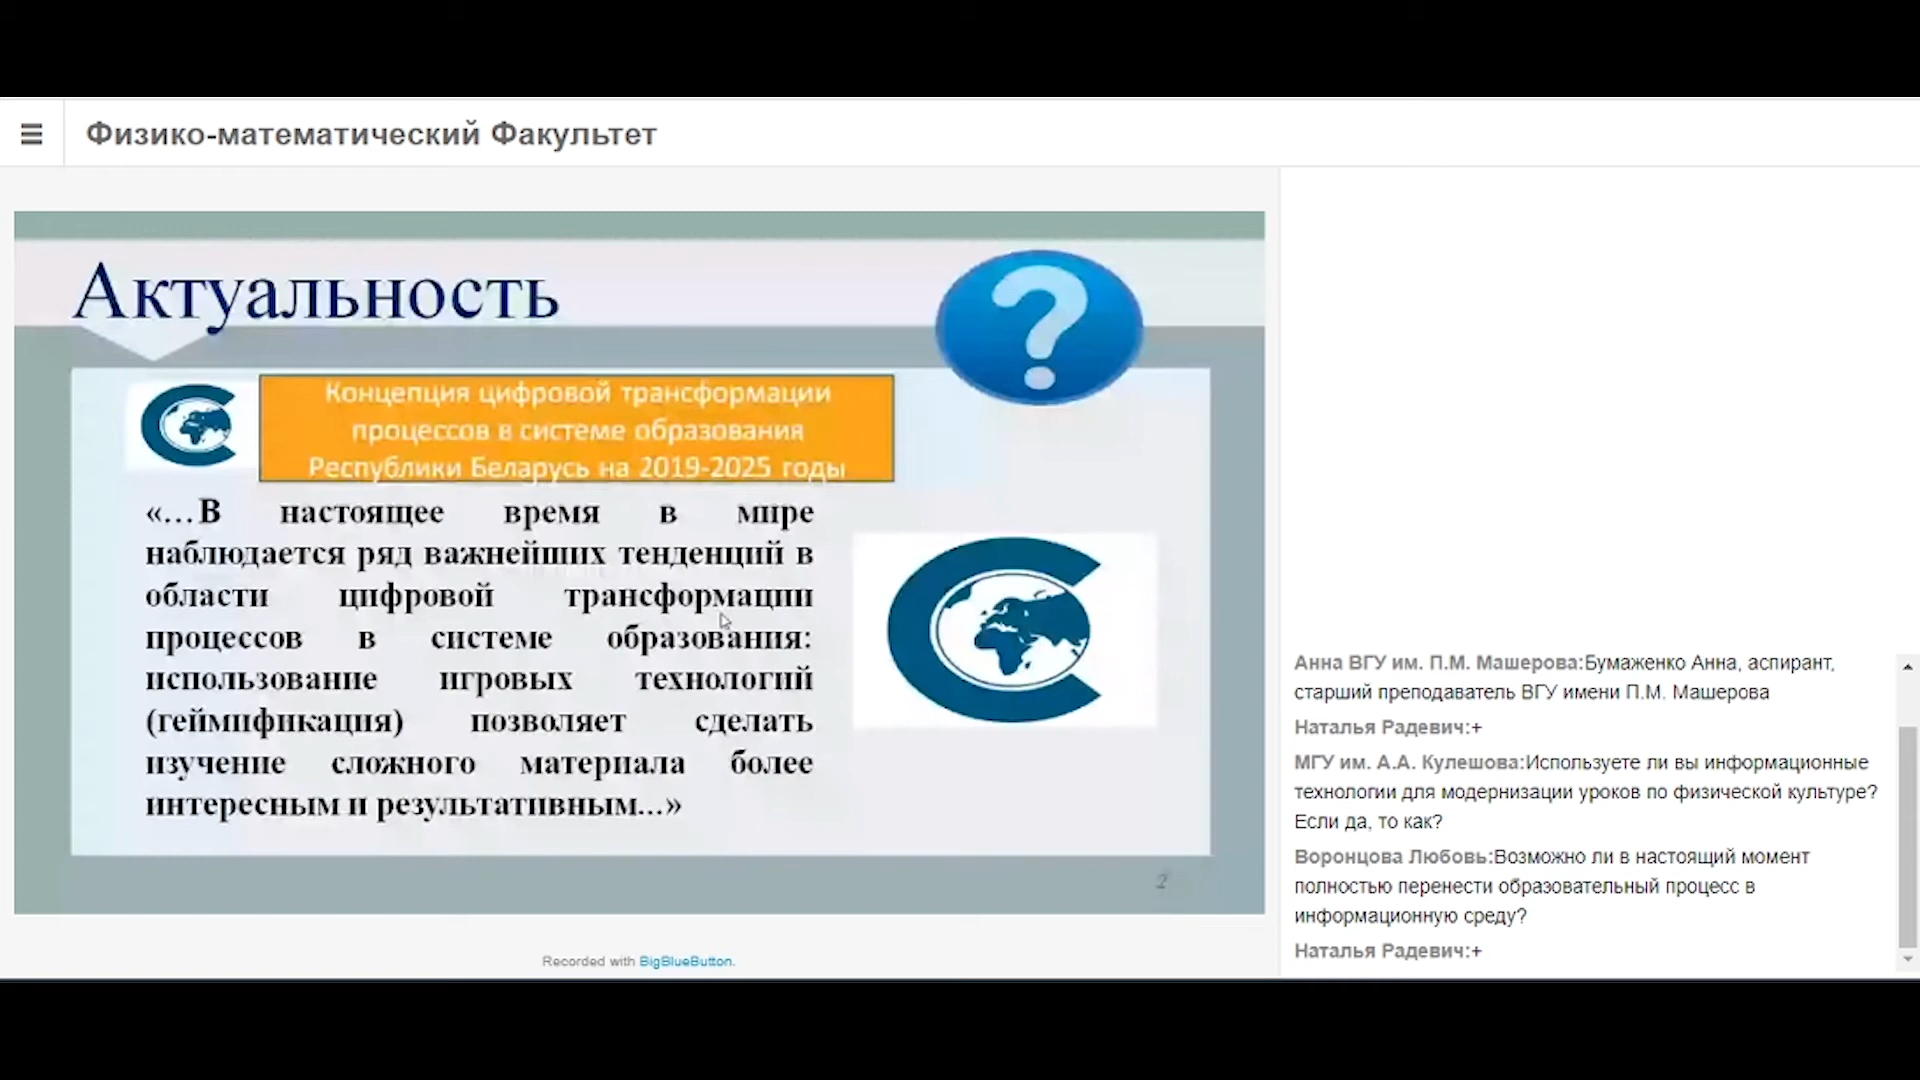 Физико-математический Факультет
Актуальность
Концепция цифровой трансформации
процессов в системе образования
Республики Беларусь на 2019-2025 годы
«…В настоящее время в мире
наблюдается ряд важнейших тенденций в
области цифровой трансформации
процессов в системе образования:
использование игровых технологий
(геймификация) позволяет сделать
изучение сложного материала более
интересным и результативным...»
2
Recorded with BigBlueButton.
Анна ВГУ им. П.М. Машерова:Бумаженко Анна, аспирант,
старший преподаватель ВГУ имени П.М. Машерова
Наталья Радевич:+
МГУ им. А.А. Кулешова:Используете ли вы информационные
технологии для модернизации уроков по физической культуре?
Если да, то как?
Воронцова Любовь:Возможно ли в настоящий момент
полностью перенести образовательный процесс в
информационную среду?
Наталья Радевич:+